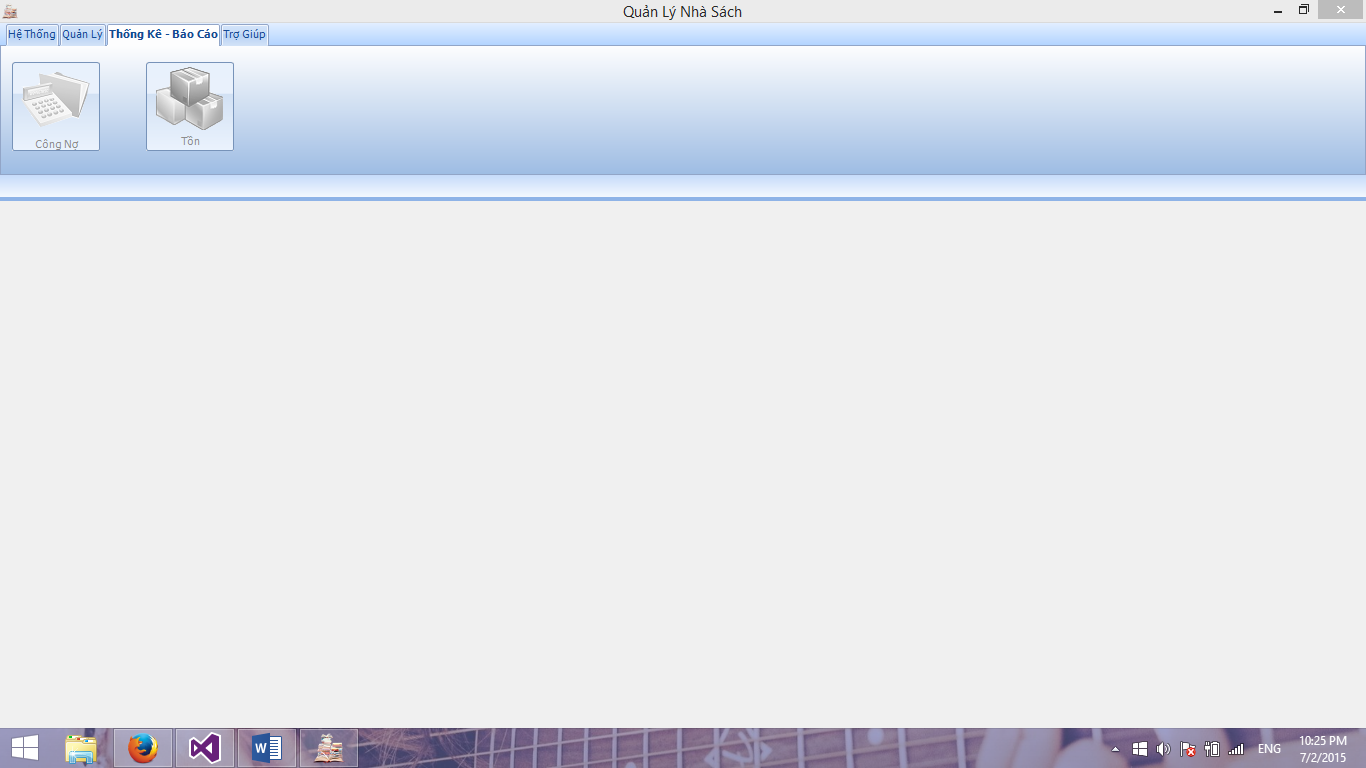 Quản Lý Nhà Sách
Hệ Thống Quản Lý Thống Kê - Báo Cáo Trợ Giúp
Công Nợ Tồn
ENG 10:25 PM
7/2/2015